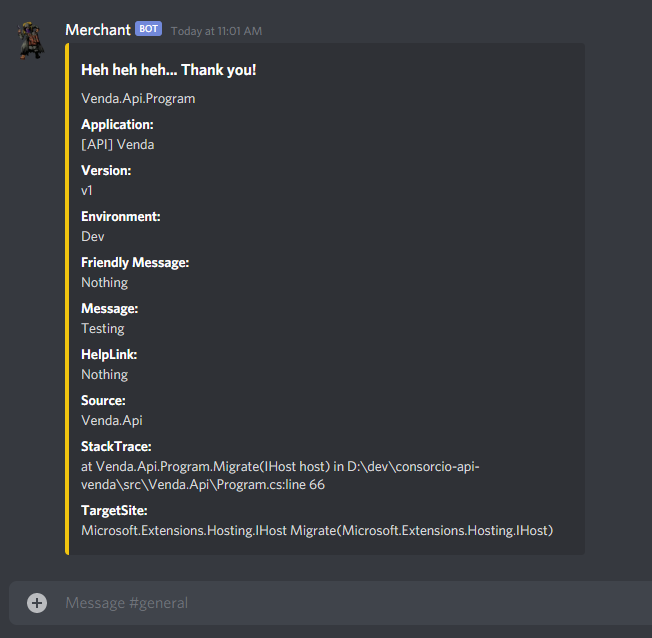 Merchant BOT Today at 11:01 AM
Heh heh heh... Thank you!
Venda.Api.Program
Application:
[API] Venda
Version:
v1
Environment:
Dev
Friendly Message:
Nothing
Message:
Testing
HelpLink:
Nothing
Source:
Venda.Api
StackTrace:
at Venda.Api.Program.Migrate(IHost host) in D:\dev\consorcio-api-
venda\src\Venda.Api\Program.cs:line 66
TargetSite:
Microsoft.Extensions.Hosting.IHost Migrate(Microsoft.Extensions.Hosting.IHost)
Message #general